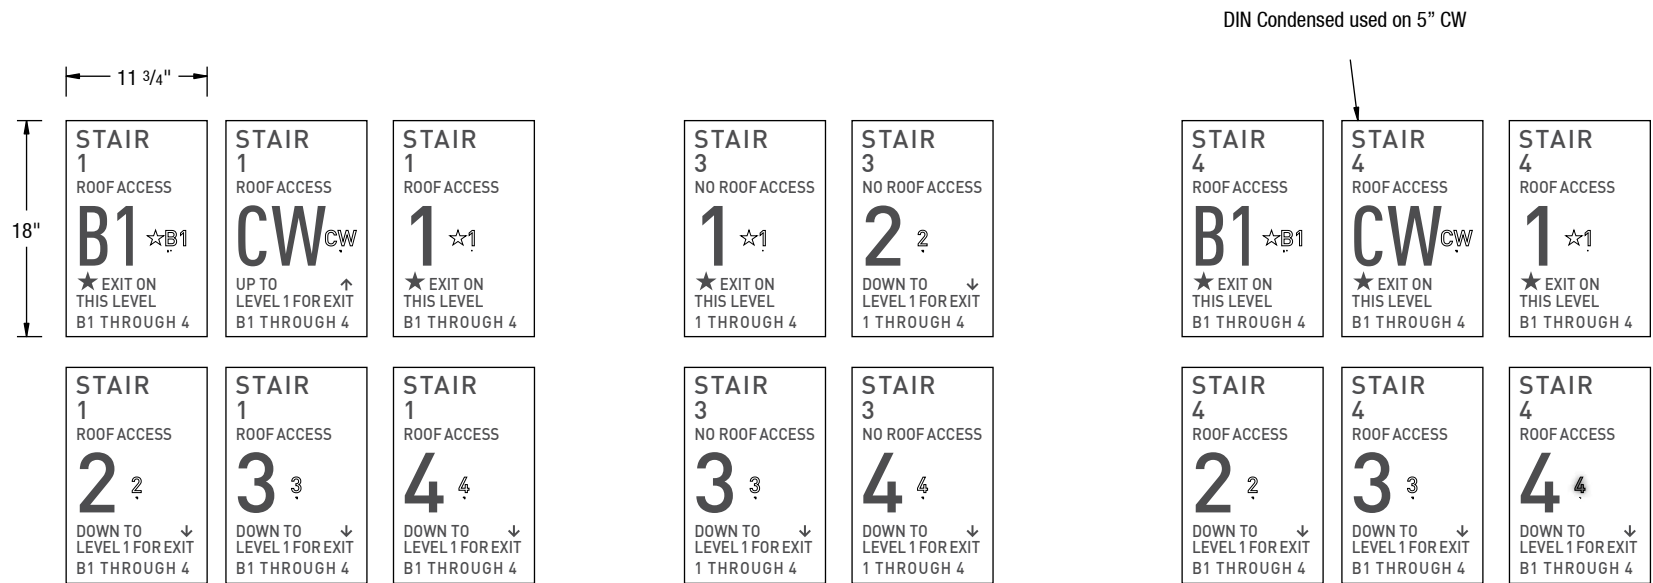 DIN Condensed used on 5” CW
11 3/4"
18"
STAIR
1
ROOF ACCESS
B1 ☆B1
★ EXIT ON
THIS LEVEL
B1 THROUGH 4
STAIR
1
ROOF ACCESS
CW CW
UP TO ↑
LEVEL 1 FOR EXIT
B1 THROUGH 4
STAIR
1
ROOF ACCESS
1 ☆1
★ EXIT ON
THIS LEVEL
B1 THROUGH 4
STAIR
3
NO ROOF ACCESS
1 ☆1
★ EXIT ON
THIS LEVEL
1 THROUGH 4
STAIR
3
NO ROOF ACCESS
2 2
DOWN TO ↓
LEVEL 1 FOR EXIT
1 THROUGH 4
STAIR
4
ROOF ACCESS
B1 ☆B1
★ EXIT ON
THIS LEVEL
B1 THROUGH 4
STAIR
4
ROOF ACCESS
CW CW
★ EXIT ON
THIS LEVEL
B1 THROUGH 4
STAIR
4
ROOF ACCESS
1 ☆1
★ EXIT ON
THIS LEVEL
B1 THROUGH 4
STAIR
1
ROOF ACCESS
2 2
DOWN TO ↓
LEVEL 1 FOR EXIT
B1 THROUGH 4
STAIR
1
ROOF ACCESS
3 3
DOWN TO ↓
LEVEL 1 FOR EXIT
B1 THROUGH 4
STAIR
1
ROOF ACCESS
4 4
DOWN TO ↓
LEVEL 1 FOR EXIT
B1 THROUGH 4
STAIR
3
NO ROOF ACCESS
3 3
DOWN TO ↓
LEVEL 1 FOR EXIT
1 THROUGH 4
STAIR
3
NO ROOF ACCESS
4 4
DOWN TO ↓
LEVEL 1 FOR EXIT
1 THROUGH 4
STAIR
4
ROOF ACCESS
2 2
DOWN TO ↓
LEVEL 1 FOR EXIT
B1 THROUGH 4
STAIR
4
ROOF ACCESS
3 3
DOWN TO ↓
LEVEL 1 FOR EXIT
B1 THROUGH 4
STAIR
4
ROOF ACCESS
4 4
DOWN TO ↓
LEVEL 1 FOR EXIT
B1 THROUGH 4